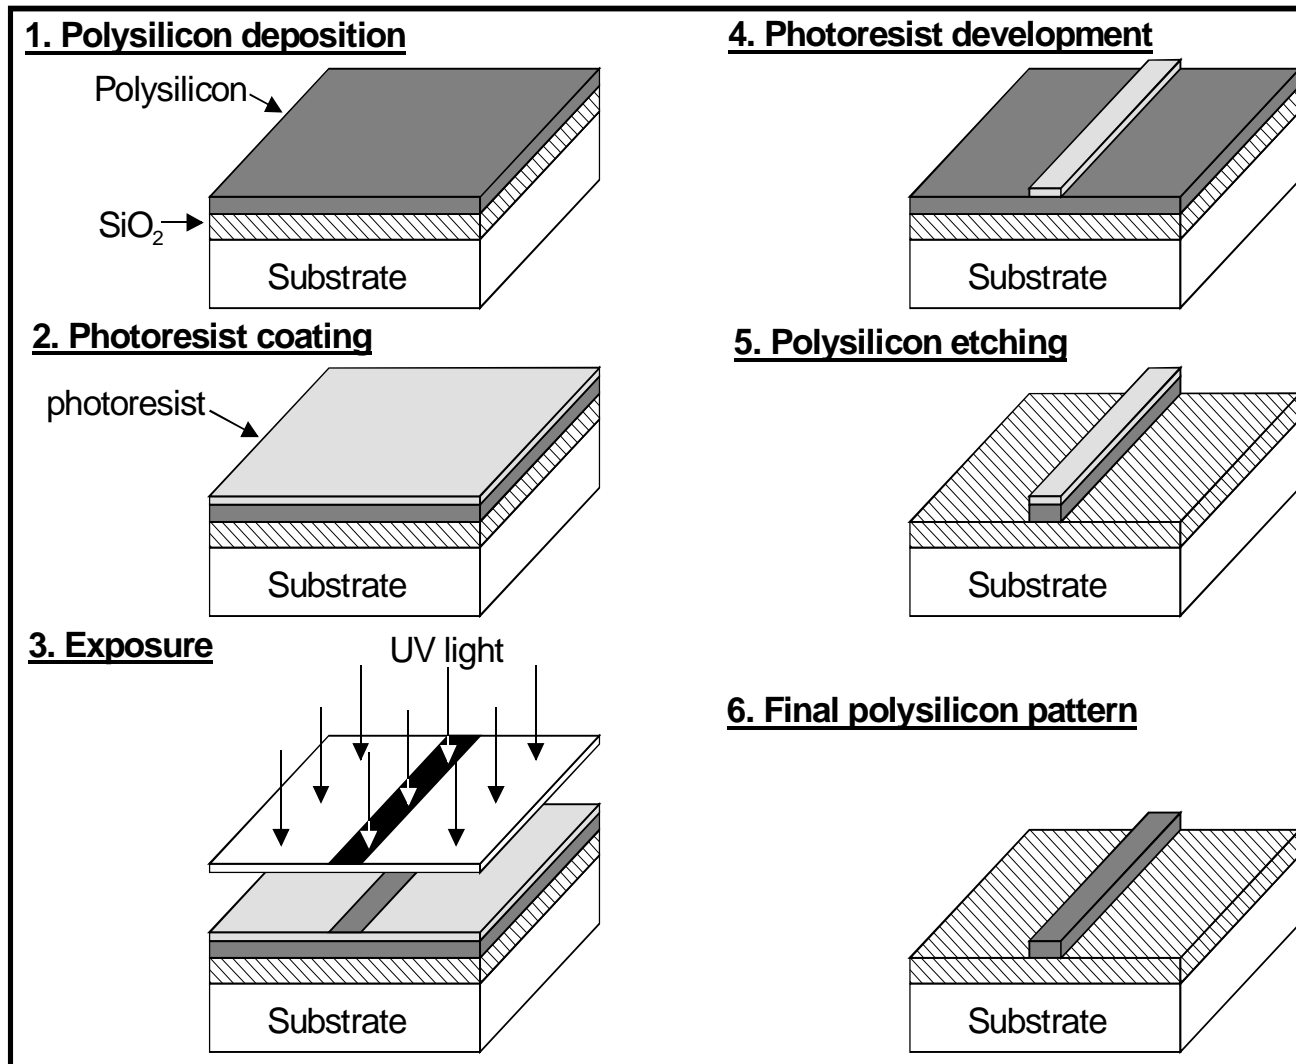 1. Polysilicon deposition
Polysilicon
SiO2
Substrate
2. Photoresist coating
photoresist
Substrate
3. Exposure
UV light
Substrate
4. Photoresist development
Substrate
5. Polysilicon etching
Substrate
6. Final polysilicon pattern
Substrate